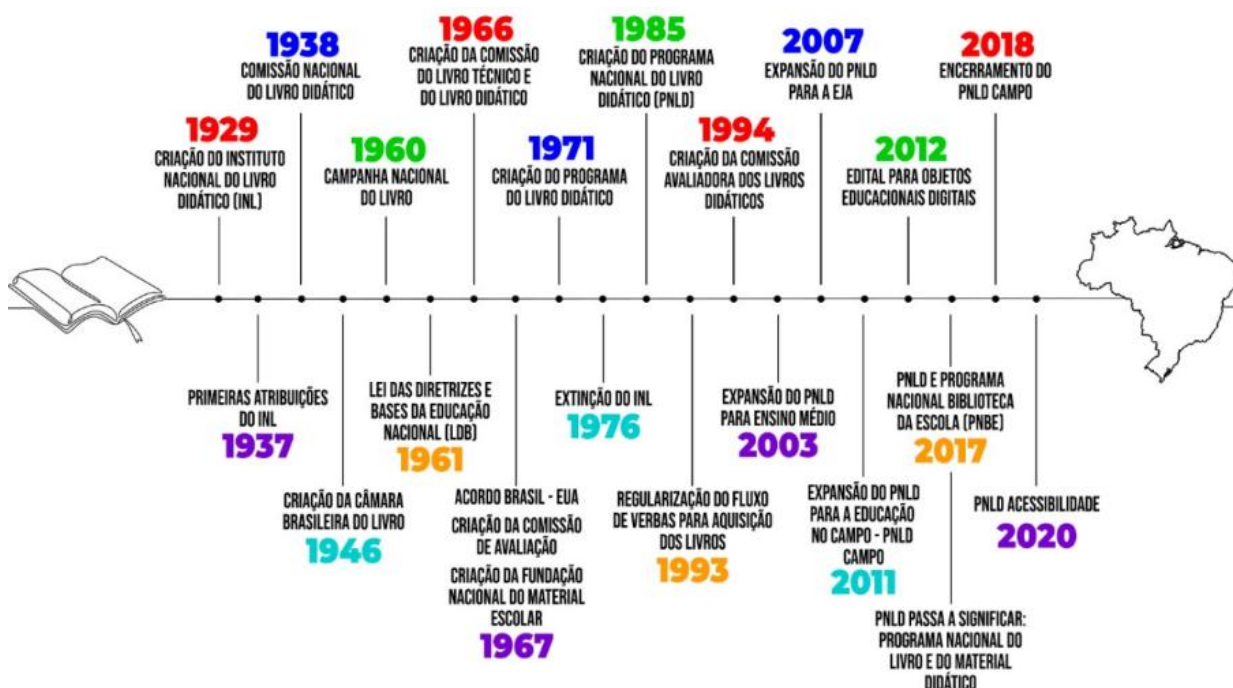 1929
CRIAÇÃO DO INSTITUTO
NACIONAL DO LIVRO
DIDÁTICO (INL)
PRIMEIRAS ATRIBUIÇÕES
DO INL
1937
1938
COMISSÃO NACIONAL
DO LIVRO DIDÁTICO
CRIAÇÃO DA CÂMARA
BRASILEIRA DO LIVRO
1946
1960
CAMPANHA NACIONAL
DO LIVRO
LEI DAS DIRETRIZES E
BASES DA EDUCAÇÃO
NACIONAL (LDB)
1961
1966
CRIAÇÃO DA COMISSÃO
DO LIVRO TÉCNICO E
DO LIVRO DIDÁTICO
ACORDO BRASIL - EUA
CRIAÇÃO DA COMISSÃO
DE AVALIAÇÃO
CRIAÇÃO DA FUNDAÇÃO
NACIONAL DO MATERIAL
ESCOLAR
1967
1971
CRIAÇÃO DO PROGRAMA
DO LIVRO DIDÁTICO
EXTINÇÃO DO INL
1976
1985
CRIAÇÃO DO PROGRAMA
NACIONAL DO LIVRO
DIDÁTICO (PNLD)
REGULARIZAÇÃO DO FLUXO
DE VERBAS PARA AQUISIÇÃO
DOS LIVROS
1993
1994
CRIAÇÃO DA COMISSÃO
AVALIADORA DOS LIVROS
DIDÁTICOS
EXPANSÃO DO PNLD
PARA ENSINO MÉDIO
2003
2007
EXPANSÃO DO PNLD
PARA A EJA
EXPANSÃO DO PNLD
PARA A EDUCAÇÃO
NO CAMPO - PNLD
CAMPO
2011
2012
EDITAL PARA OBJETOS
EDUCACIONAIS DIGITAIS
PNLD E PROGRAMA
NACIONAL BIBLIOTECA
DA ESCOLA (PNBE)
2017
PNLD PASSA A SIGNIFICAR:
PROGRAMA NACIONAL DO
LIVRO E DO MATERIAL
DIDÁTICO
2018
ENCERRAMENTO DO
PNLD CAMPO
PNLD ACESSIBILIDADE
2020